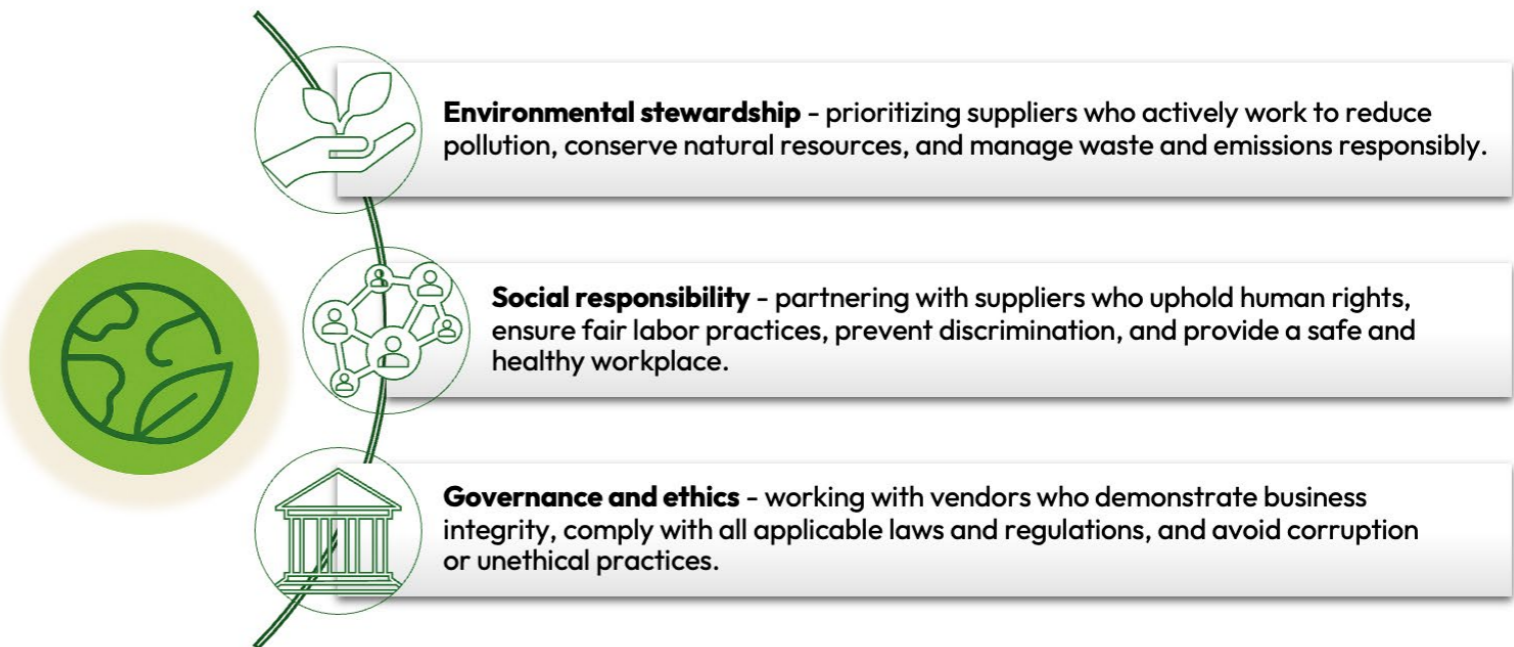 Environmental stewardship - prioritizing suppliers who actively work to reduce
pollution, conserve natural resources, and manage waste and emissions responsibly.
Social responsibility - partnering with suppliers who uphold human rights,
ensure fair labor practices, prevent discrimination, and provide a safe and
healthy workplace.
Governance and ethics - working with vendors who demonstrate business
integrity, comply with all applicable laws and regulations, and avoid corruption
or unethical practices.